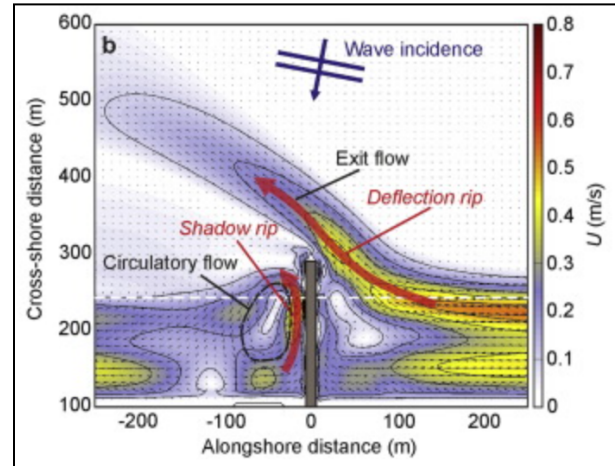 b
Wave incidence
Exit flow
Deflection rip
Shadow rip
Circulatory flow
Cross-shore distance (m)
600
500
400
300
200
100
-200
-100
0
100
200
Alongshore distance (m)
0.8
0.7
0.6
0.5
0.4
0.3
0.2
0.1
0
U (m/s)